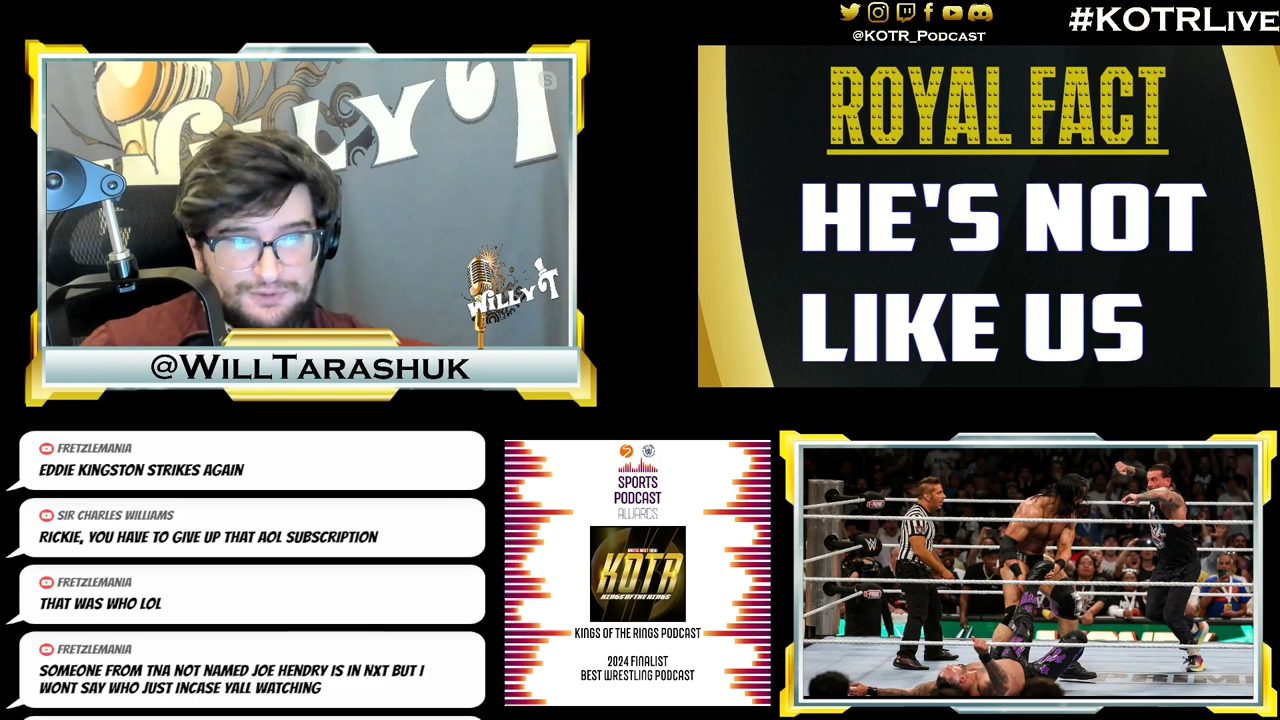 @KOTR_Podcast
#KOTRLive
WILLY T
WILLY T
@WillTarashuk
ROYAL FACT
HE'S NOT
LIKE US
FRETZLEMANIA
EDDIE KINGSTON STRIKES AGAIN
SIR CHARLES WILLIAMS
RICKIE, YOU HAVE TO GIVE UP THAT AOL SUBSCRIPTION
FRETZLEMANIA
THAT WAS WHO LOL
FRETZLEMANIA
SOMEONE FROM TNA NOT NAMED JOE HENDRY IS IN NXT BUT I
WONT SAY WHO JUST INCASE YALL WATCHING
SPORTS
PODCAST
AWARDS
KOTR
KINGS OF THE RINGS
KINGS OF THE RINGS PODCAST
2024 FINALIST
BEST WRESTLING PODCAST